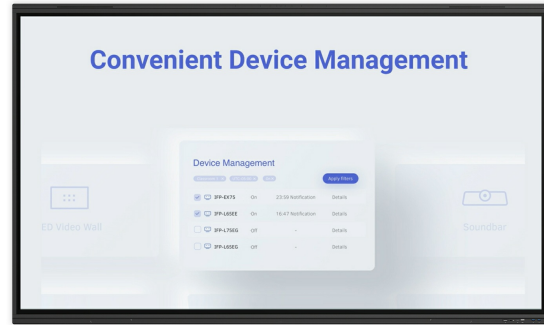 Convenient Device Management
Device Management
Apply Filters
IFP-EX75 On 23:59 Notification Details
IFP-L65EE On 16:47 Notification Details
IFP-L75EG Off - Details
IFP-L65EG Off - Details
ED Video Wall
Soundbar